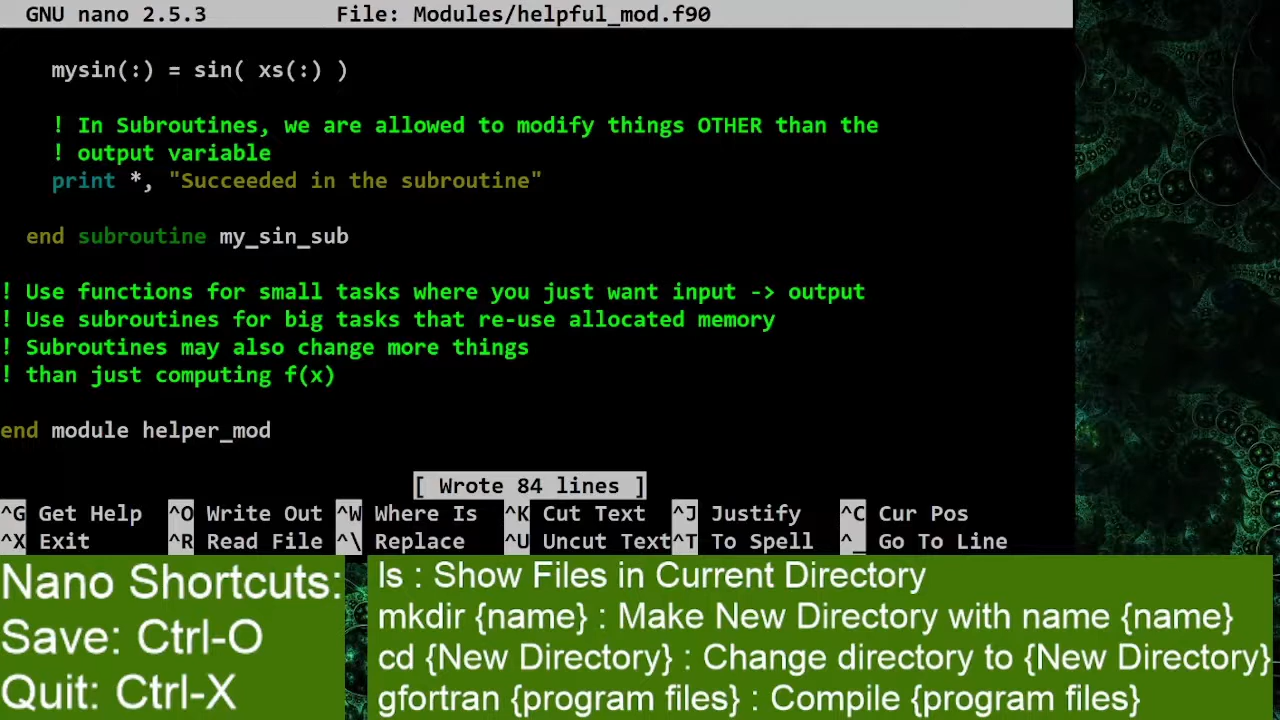 GNU nano 2.5.3 File: Modules/helpful_mod.f90
mysin(:) = sin( xs(:) )
! In Subroutines, we are allowed to modify things OTHER than the
! output variable
print *, "Succeeded in the subroutine"
end subroutine my_sin_sub
! Use functions for small tasks where you just want input -> output
! Use subroutines for big tasks that re-use allocated memory
! Subroutines may also change more things
! than just computing f(x)
end module helper_mod
[ Wrote 84 lines ]
^G Get Help ^O Write Out ^W Where Is ^K Cut Text ^J Justify ^C Cur Pos
^X Exit ^R Read File ^\ Replace ^U Uncut Text^T To Spell ^_ Go To Line
Nano Shortcuts:
Save: Ctrl-O
Quit: Ctrl-X
ls : Show Files in Current Directory
mkdir {name} : Make New Directory with name {name}
cd {New Directory} : Change directory to {New Directory}
gfortran {program files} : Compile {program files}